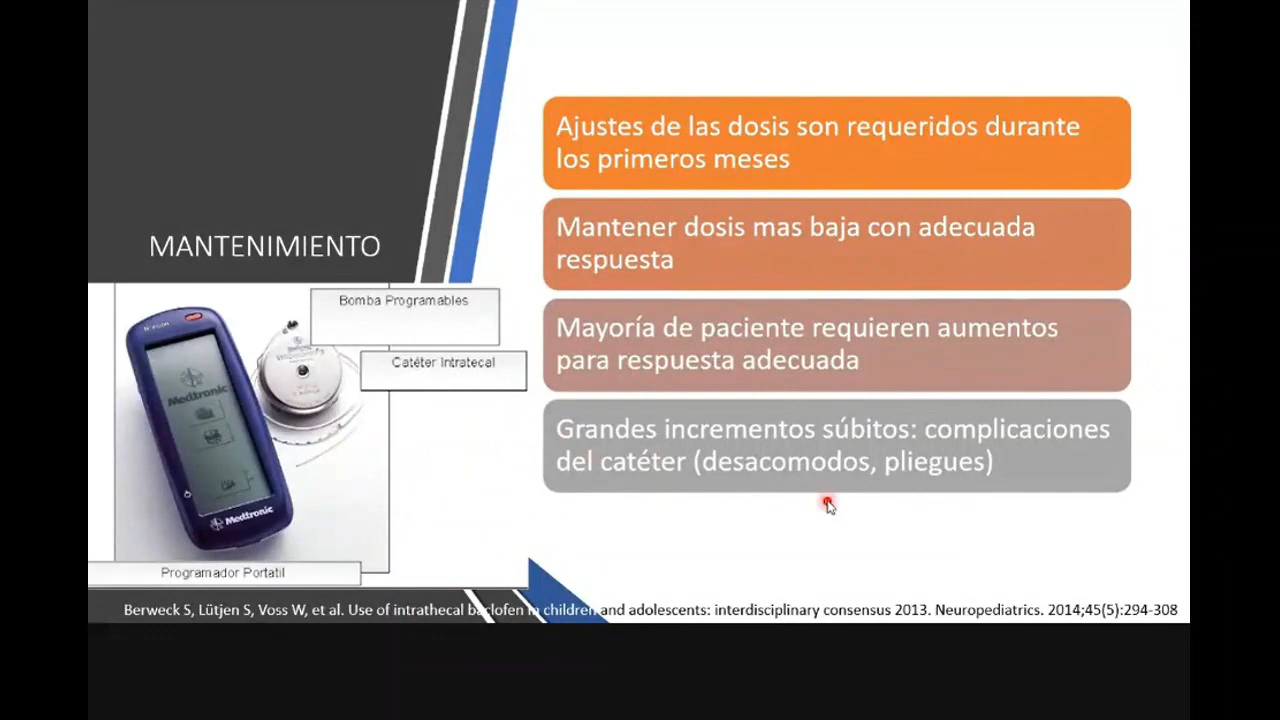 MANTENIMIENTO
Ajustes de las dosis son requeridos durante
los primeros meses
Mantener dosis mas baja con adecuada
respuesta
Mayoría de paciente requieren aumentos
para respuesta adecuada
Grandes incrementos súbitos: complicaciones
del catéter (desacomodos, pliegues)
Bomba Programables
Catéter Intratecal
Medtronic
Medtronic
Programador Portatil
Berweck S, Lütjen S, Voss W, et al. Use of intrathecal baclofen in children and adolescents: interdisciplinary consensus 2013. Neuropediatrics. 2014;45(5):294-308